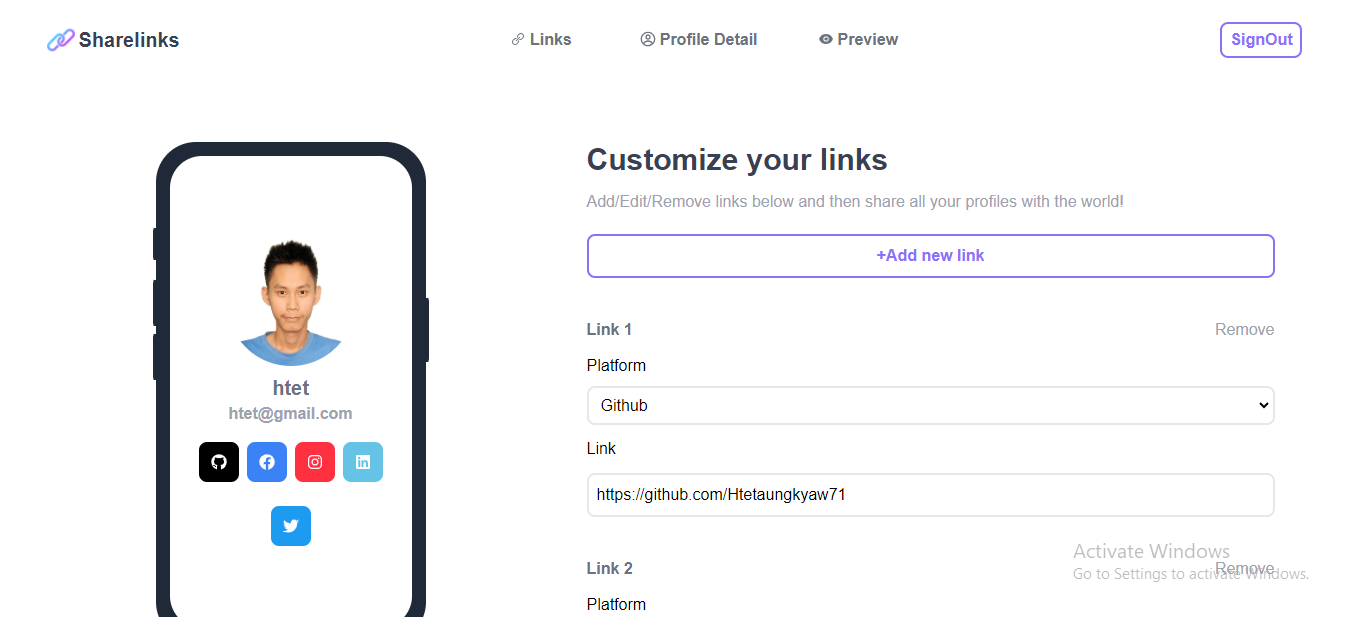 Sharelinks
Links
Profile Detail
Preview
SignOut
htet
htet@gmail.com
Customize your links
Add/Edit/Remove links below and then share all your profiles with the world!
+Add new link
Link 1
Remove
Platform
Github
Link
https://github.com/Htetaungkyaw71
Link 2
Remove
Platform
Activate Windows
Go to Settings to activate Windows.